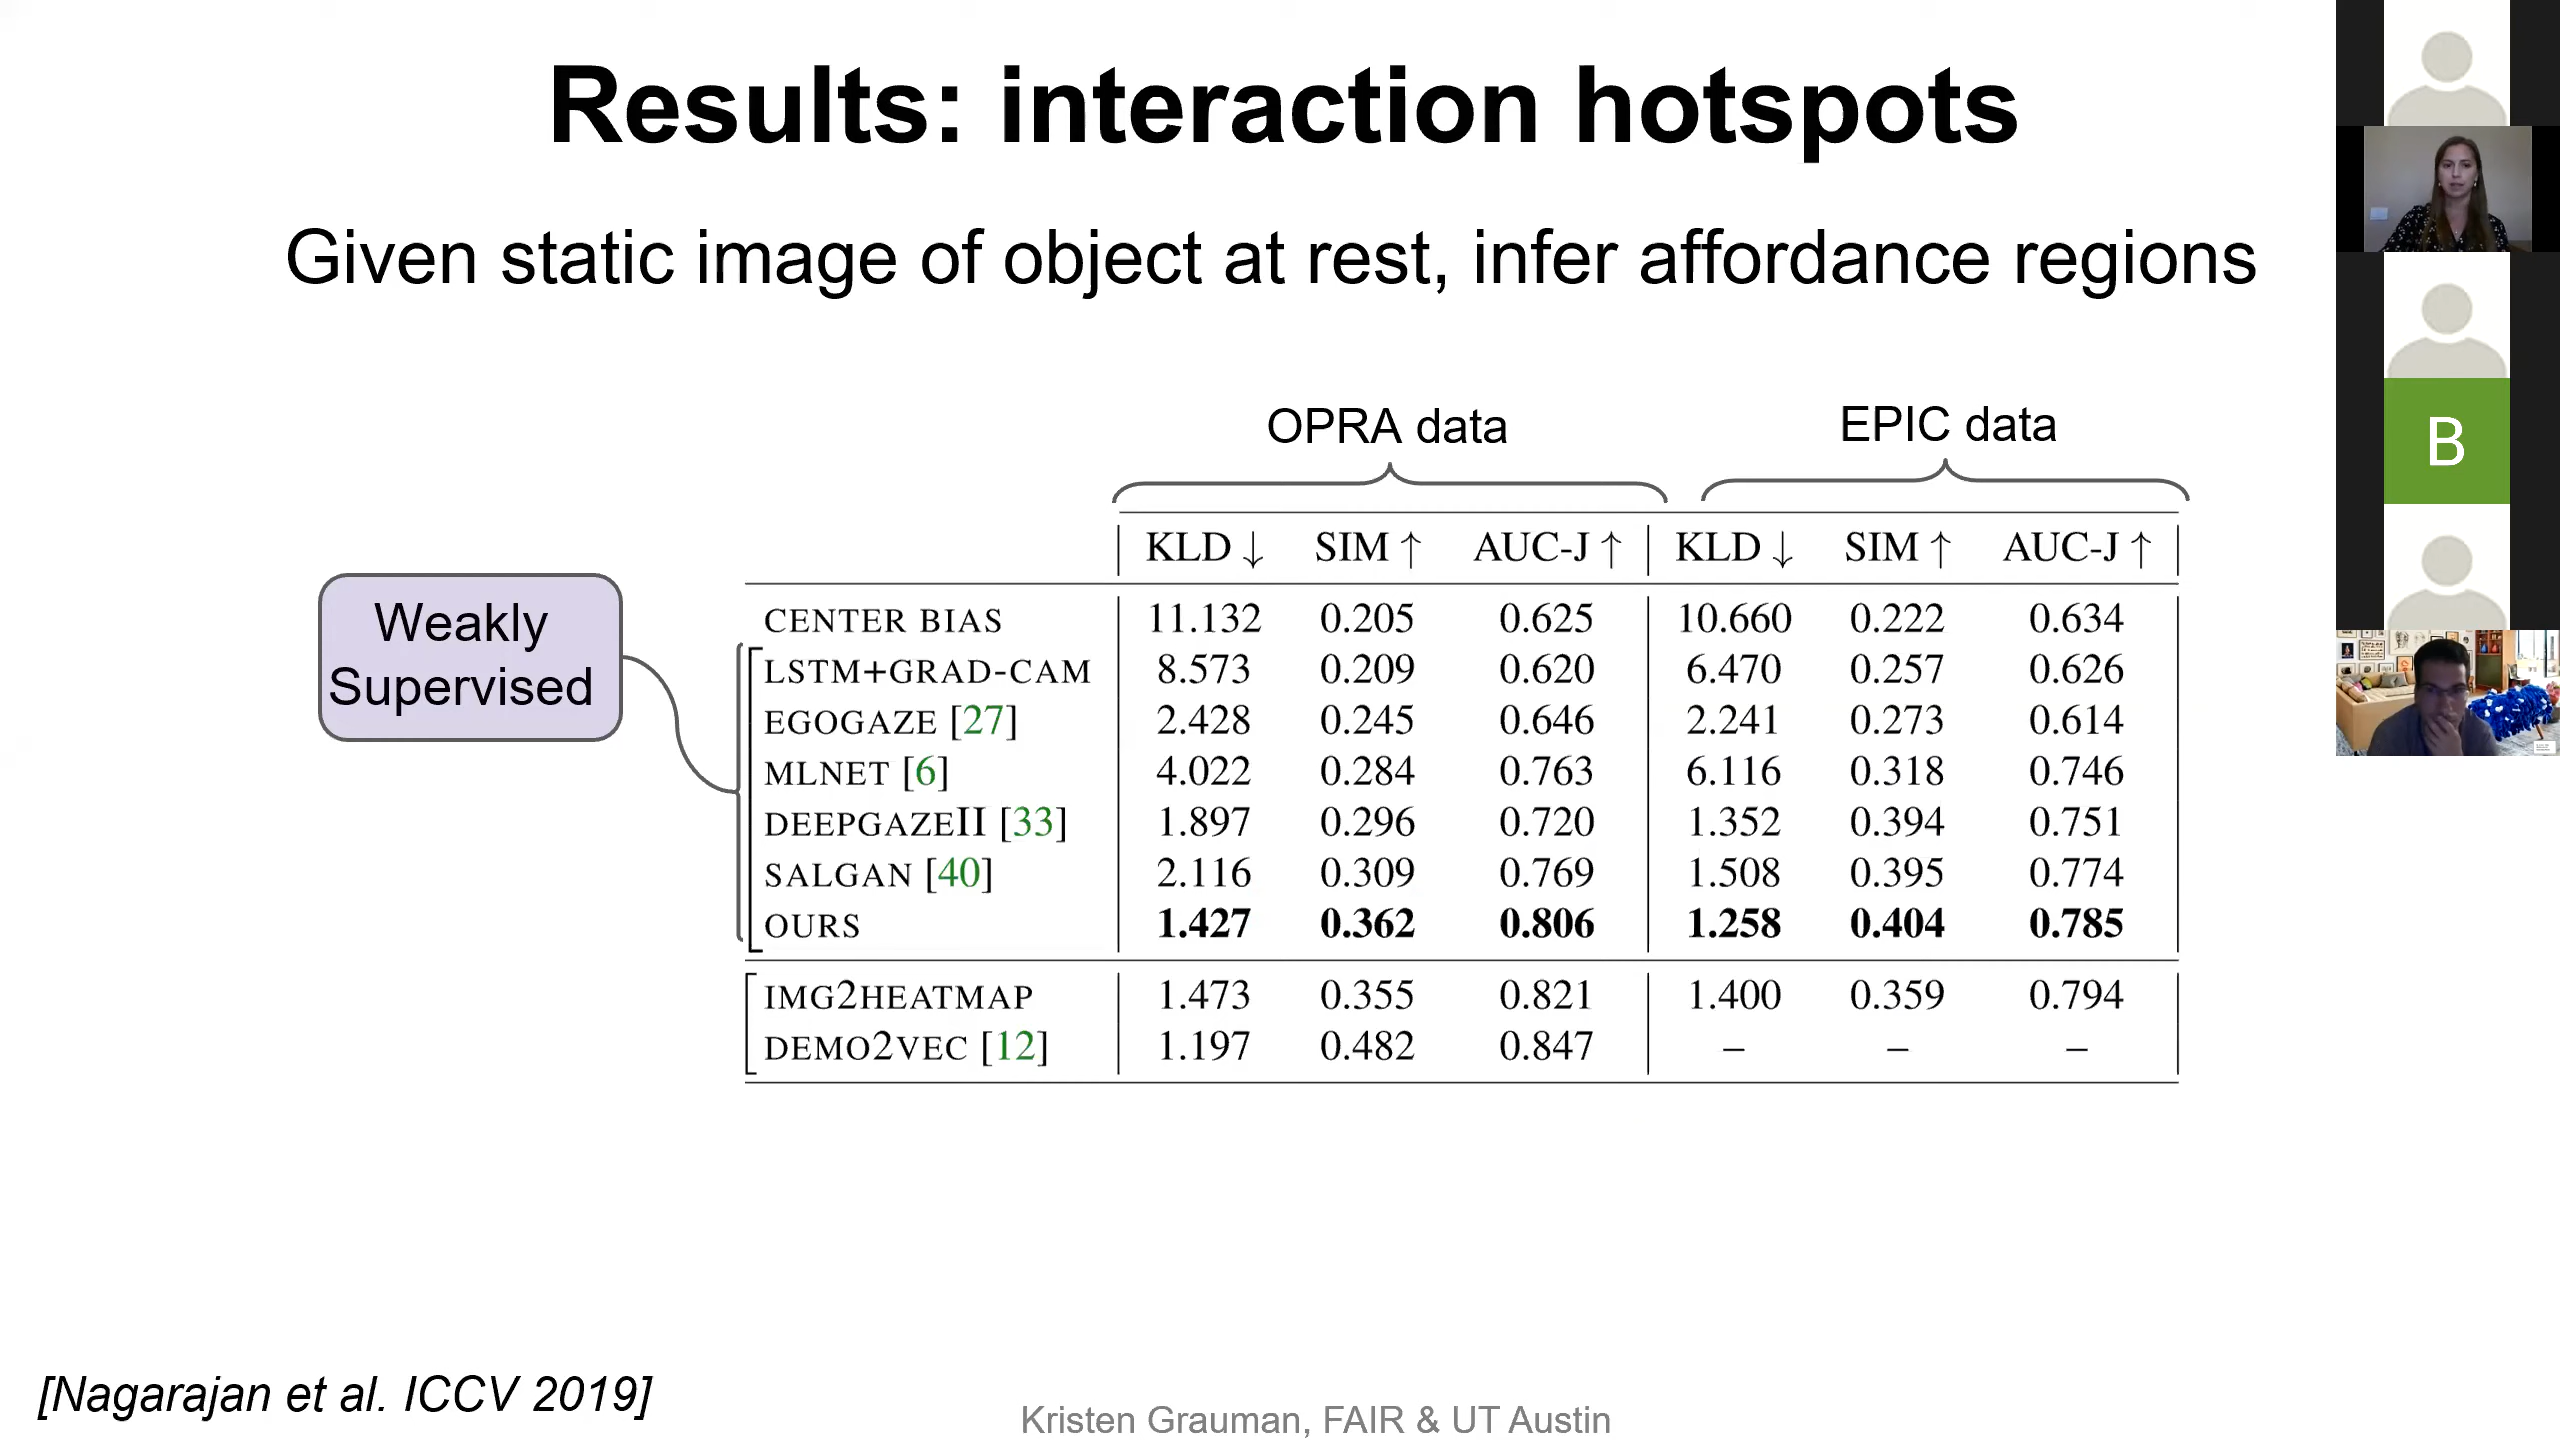 Results: interaction hotspots
Given static image of object at rest, infer affordance regions
OPRA data
EPIC data
KLD ↓ SIM ↑ AUC-J ↑ KLD ↓ SIM ↑ AUC-J ↑
Weakly
Supervised
CENTER BIAS 11.132 0.205 0.625 10.660 0.222 0.634
LSTM+GRAD-CAM 8.573 0.209 0.620 6.470 0.257 0.626
EGOGAZE [27] 2.428 0.245 0.646 2.241 0.273 0.614
MLNET [6] 4.022 0.284 0.763 6.116 0.318 0.746
DEEPGAZEII [33] 1.897 0.296 0.720 1.352 0.394 0.751
SALGAN [40] 2.116 0.309 0.769 1.508 0.395 0.774
OURS 1.427 0.362 0.806 1.258 0.404 0.785
IMG2HEATMAP 1.473 0.355 0.821 1.400 0.359 0.794
DEMO2VEC [12] 1.197 0.482 0.847 – – –
[Nagarajan et al. ICCV 2019]
Kristen Grauman, FAIR & UT Austin
B